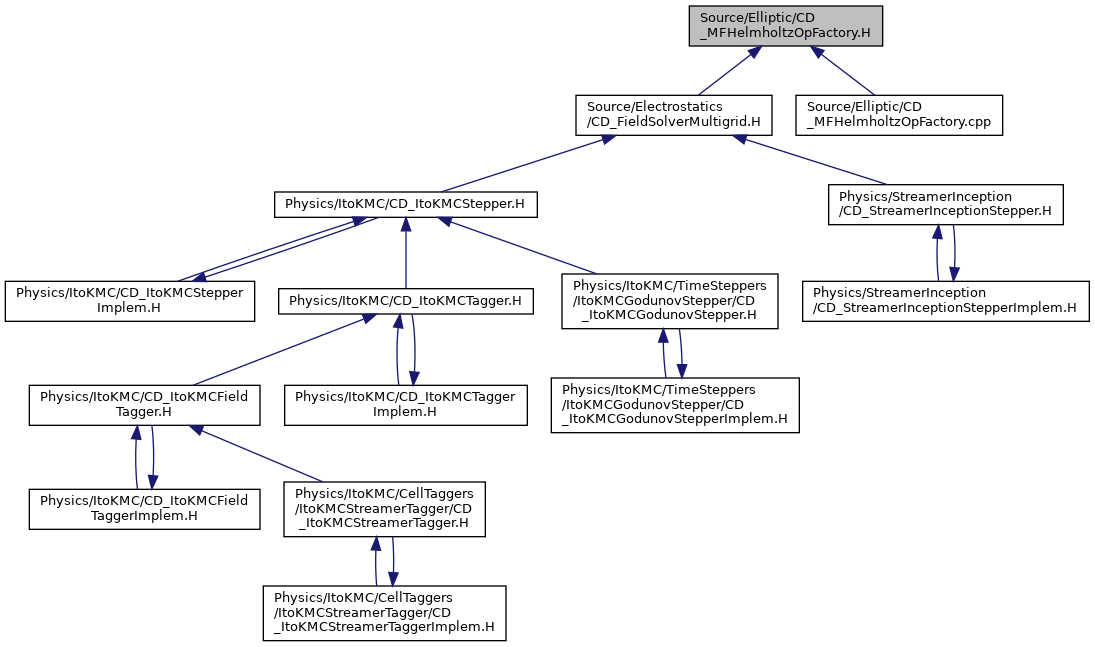 Source/Elliptic/CD
_MFHelmholtzOpFactory.H
Source/Electrostatics
/CD_FieldSolverMultigrid.H
Source/Elliptic/CD
_MFHelmholtzOpFactory.cpp
Physics/ItoKMC/CD_ItoKMCStepper.H
Physics/StreamerInception
/CD_StreamerInceptionStepper.H
Physics/ItoKMC/CD_ItoKMCStepper
Implem.H
Physics/ItoKMC/CD_ItoKMCTagger.H
Physics/ItoKMC/TimeSteppers
/ItoKMCGodunovStepper/CD
_ItoKMCGodunovStepper.H
Physics/StreamerInception
/CD_StreamerInceptionStepperImplem.H
Physics/ItoKMC/CD_ItoKMCField
Tagger.H
Physics/ItoKMC/CD_ItoKMCTagger
Implem.H
Physics/ItoKMC/TimeSteppers
/ItoKMCGodunovStepper/CD
_ItoKMCGodunovStepperImplem.H
Physics/ItoKMC/CD_ItoKMCField
TaggerImplem.H
Physics/ItoKMC/CellTaggers
/ItoKMCStreamerTagger/CD
_ItoKMCStreamerTagger.H
Physics/ItoKMC/CellTaggers
/ItoKMCStreamerTagger/CD
_ItoKMCStreamerTaggerImplem.H